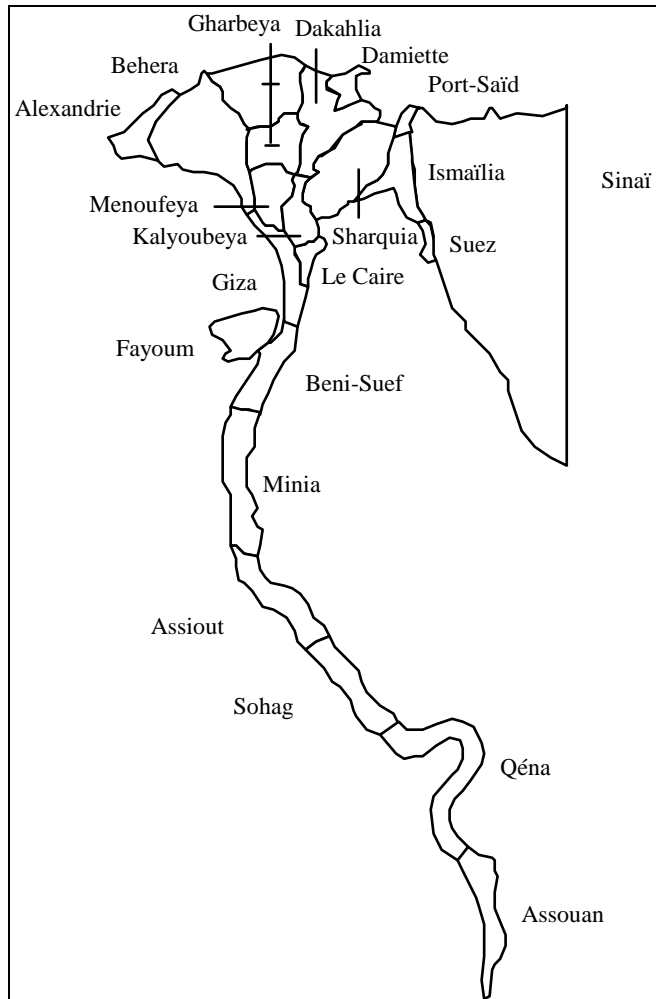 Gharbeya
Dakahlia
Behera
Damiette
Port-Saïd
Alexandrie
Ismaïlia
Sinaï
Menoufeya
Kalyoubeya
Sharquia
Suez
Giza
Le Caire
Fayoum
Beni-Suef
Minia
Assiout
Sohag
Qéna
Assouan